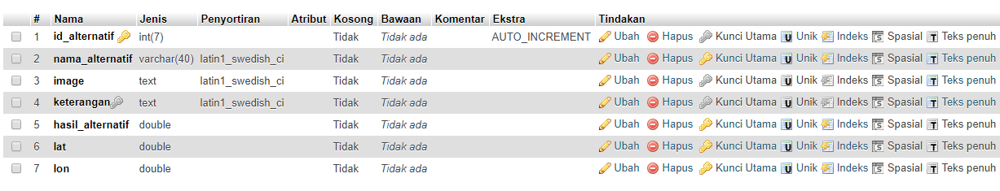 # Nama Jenis Penyortiran Atribut Kosong Bawaan Komentar Ekstra Tindakan
1 id_alternatif int(7) Tidak Tidak ada AUTO_INCREMENT Ubah Hapus Kunci Utama U Unik Indeks S Spasial T Teks penuh
2 nama_alternatif varchar(40) latin1_swedish_ci Tidak Tidak ada Ubah Hapus Kunci Utama U Unik Indeks S Spasial T Teks penuh
3 image text latin1_swedish_ci Tidak Tidak ada Ubah Hapus Kunci Utama U Unik Indeks S Spasial T Teks penuh
4 keterangan text latin1_swedish_ci Tidak Tidak ada Ubah Hapus Kunci Utama U Unik Indeks S Spasial T Teks penuh
5 hasil_alternatif double Tidak Tidak ada Ubah Hapus Kunci Utama U Unik Indeks S Spasial T Teks penuh
6 lat double Tidak Tidak ada Ubah Hapus Kunci Utama U Unik Indeks S Spasial T Teks penuh
7 lon double Tidak Tidak ada Ubah Hapus Kunci Utama U Unik Indeks S Spasial T Teks penuh